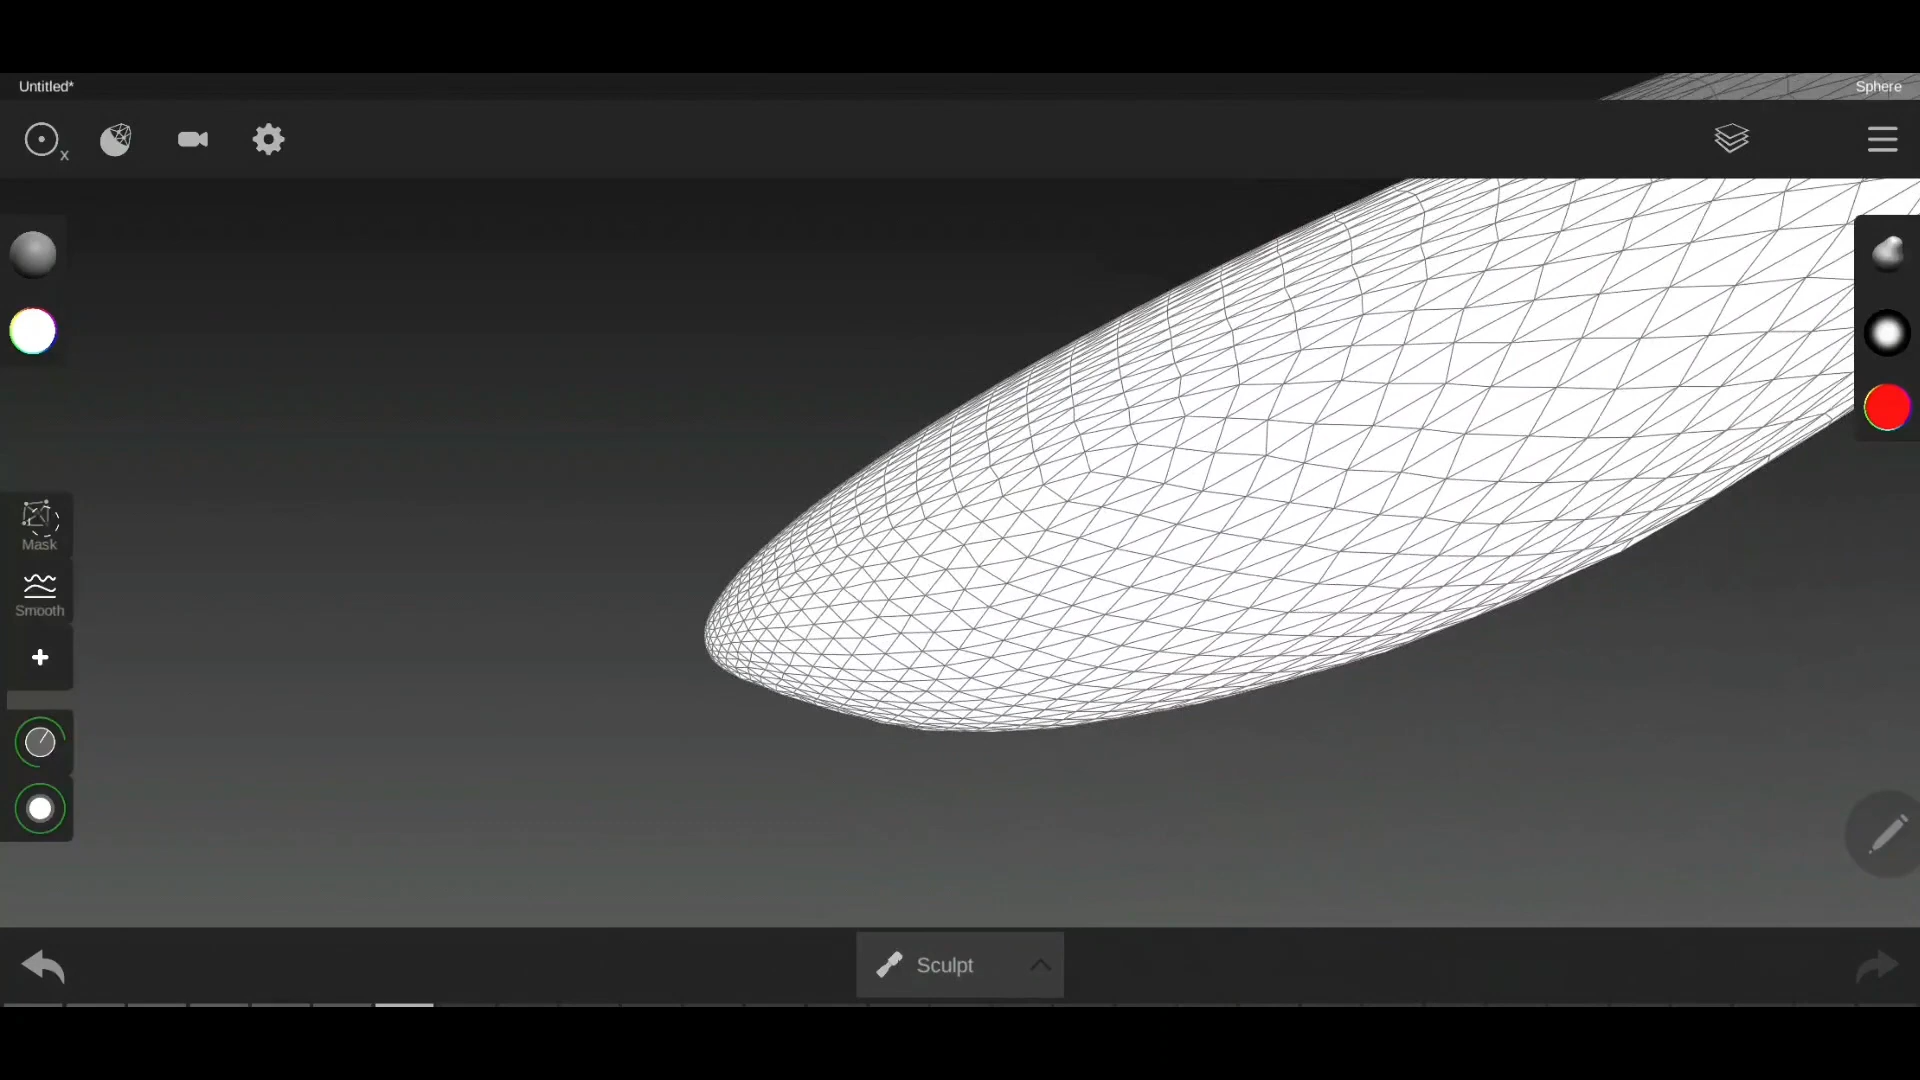 Untitled*
Sphere
x
Mask
Smooth
Sculpt